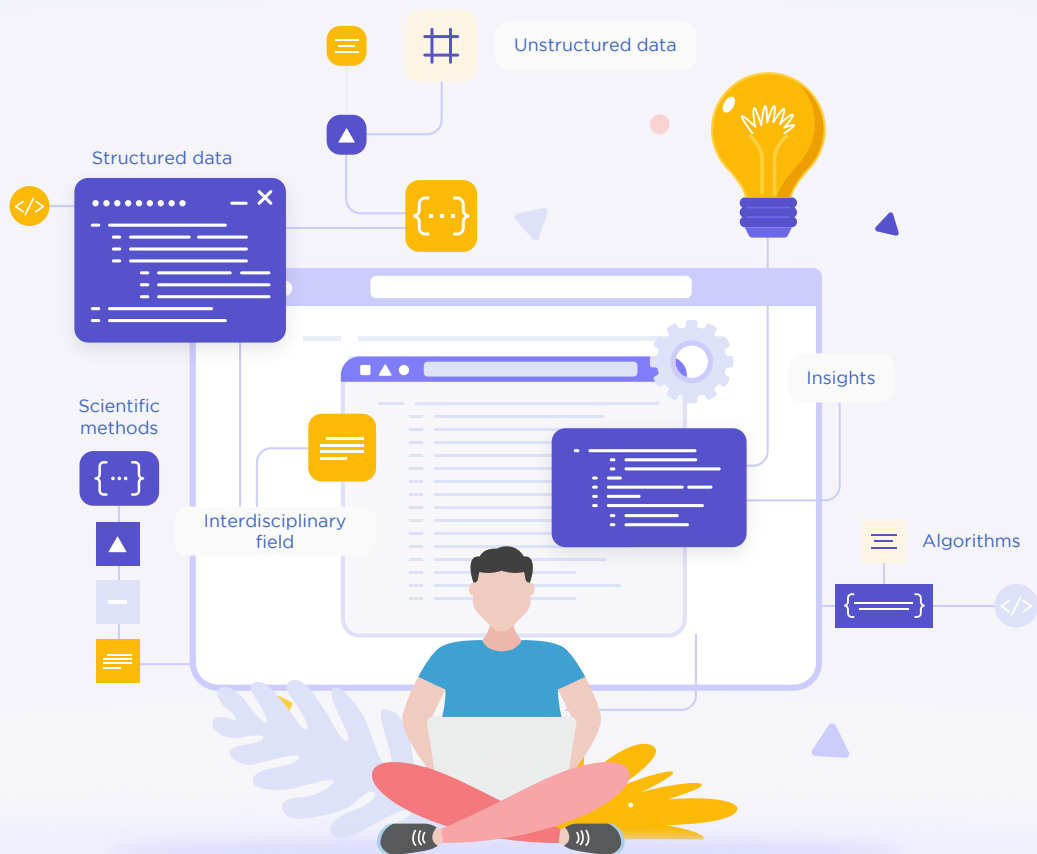 Unstructured data
Structured data
Insights
Scientific
methods
Interdisciplinary
field
Algorithms